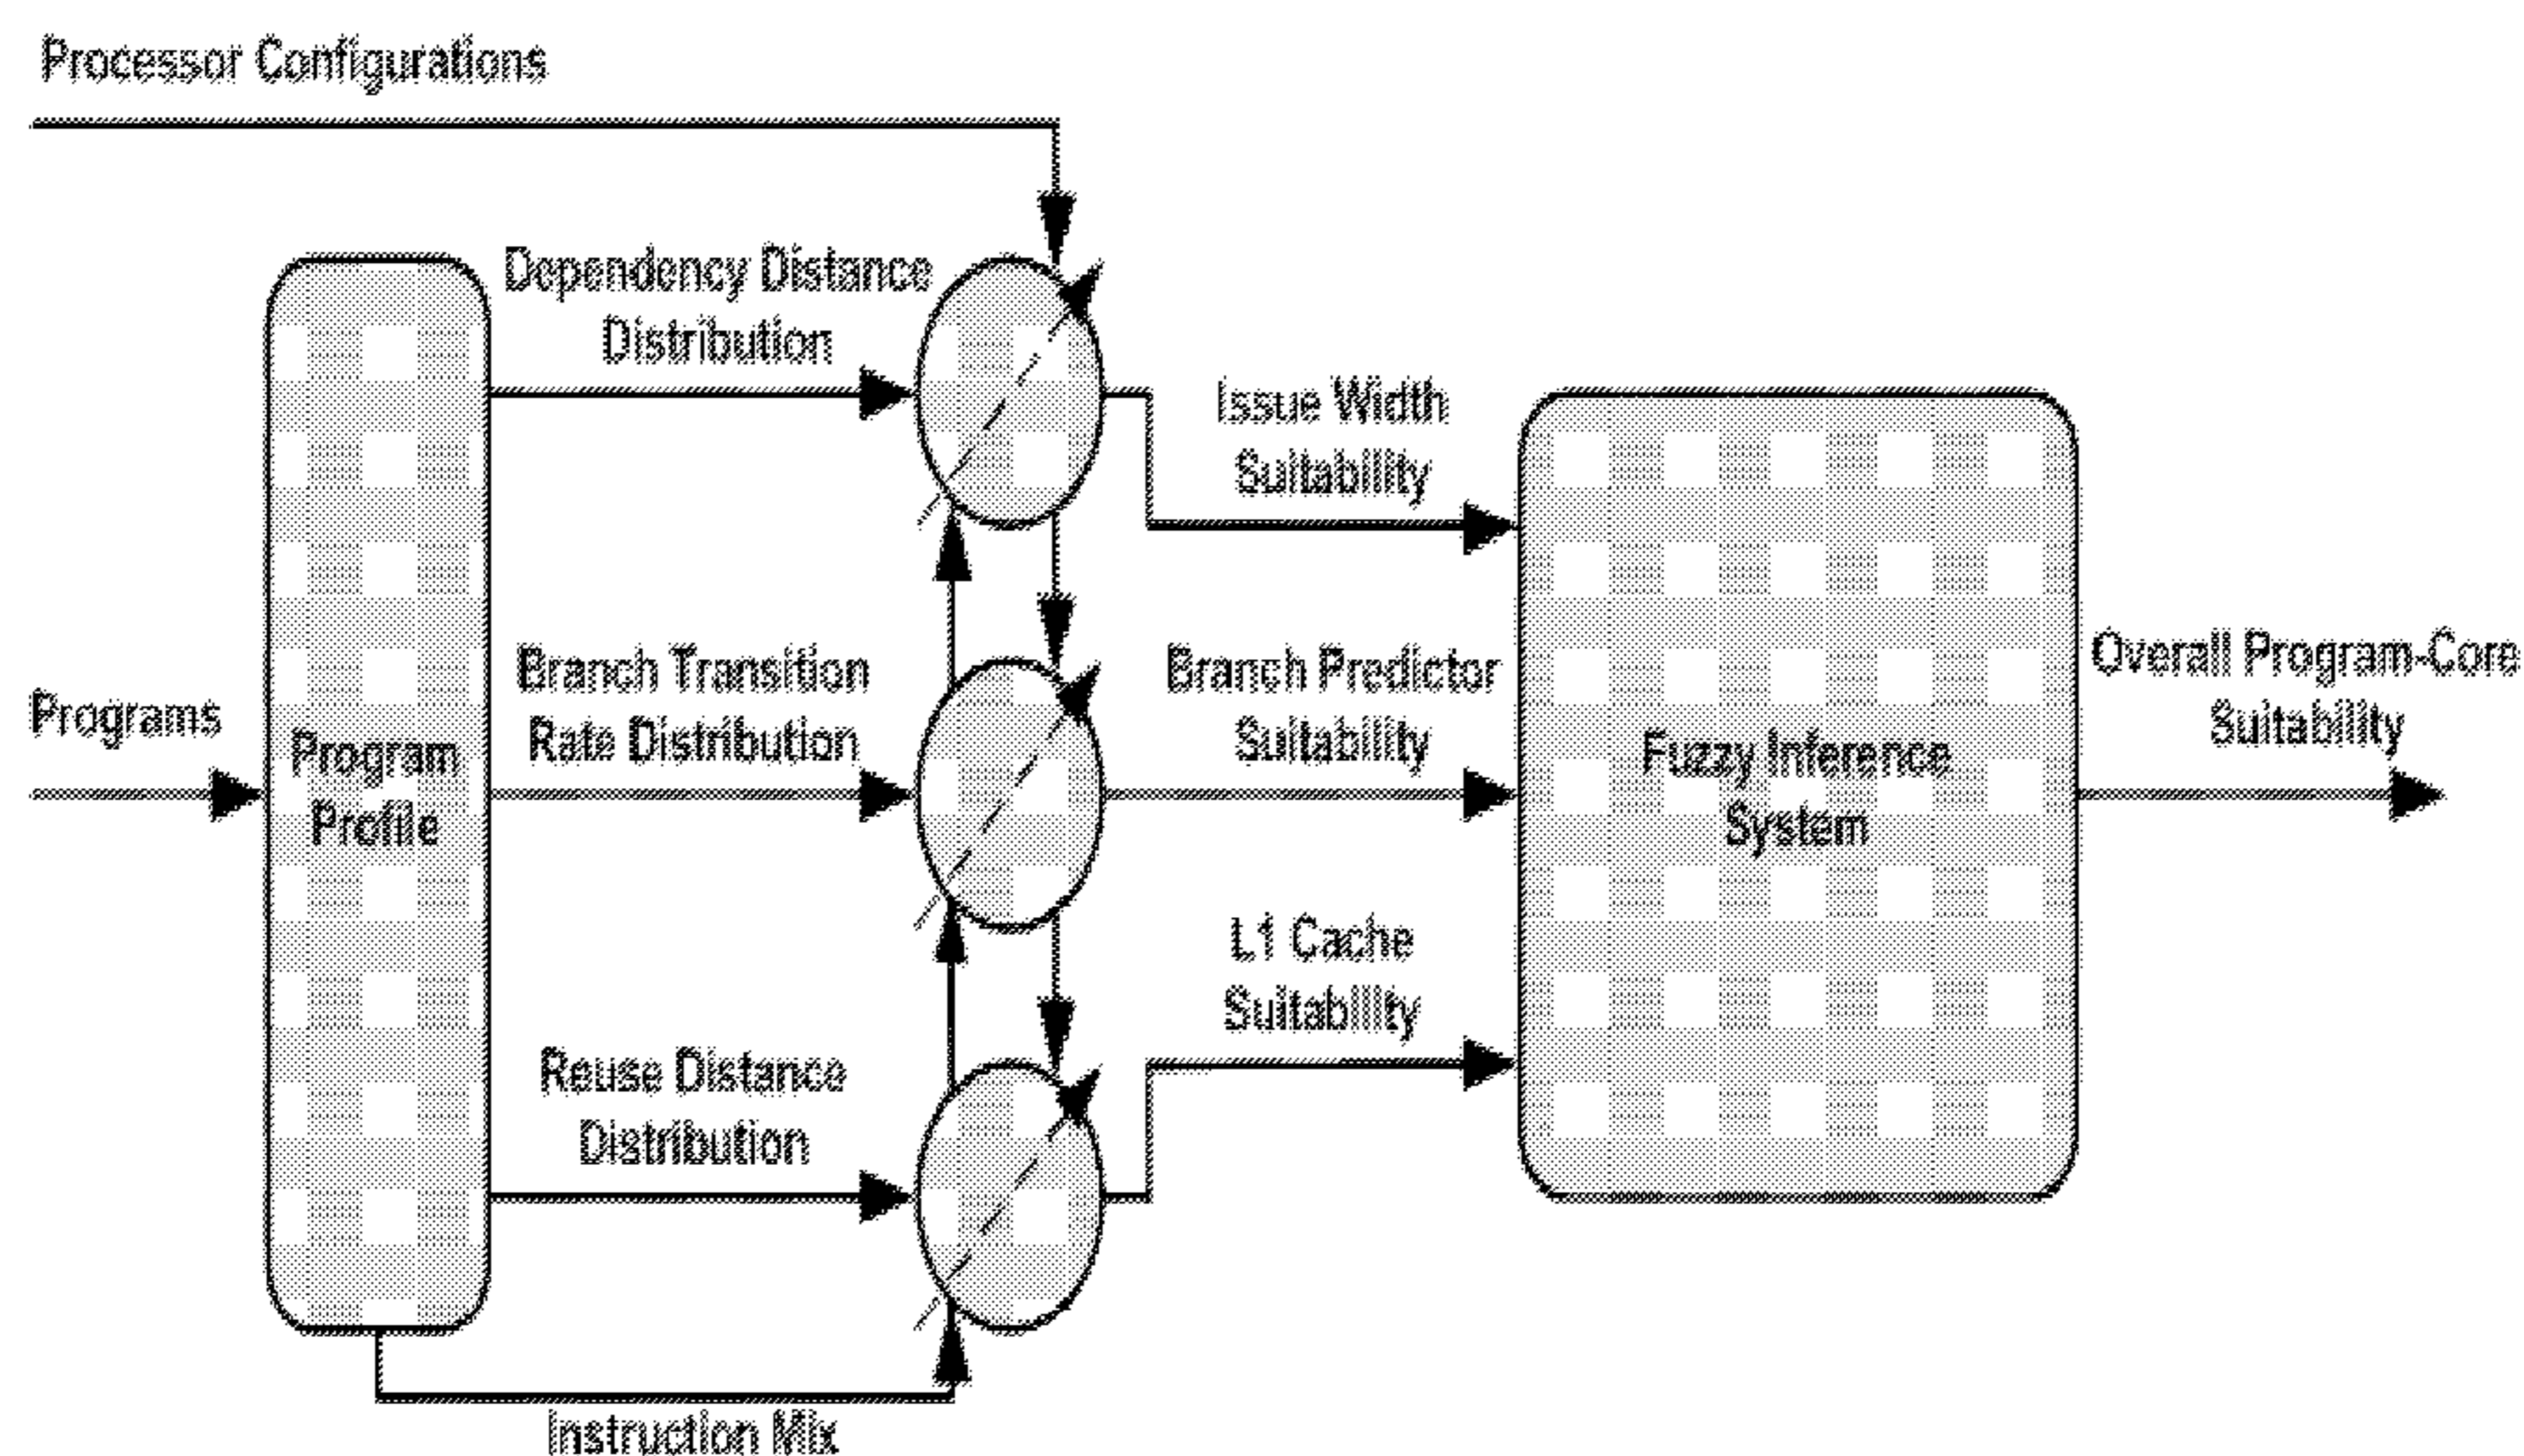 Processor Configurations
Dependency Distance
Distribution
Issue Width
Suitability
Branch Transition
Rate Distribution
Branch Predictor
Suitability
Overall Program-Core
Suitability
Programs
Program
Profile
Fuzzy Inference
System
L1 Cache
Suitability
Reuse Distance
Distribution
Instruction Mix